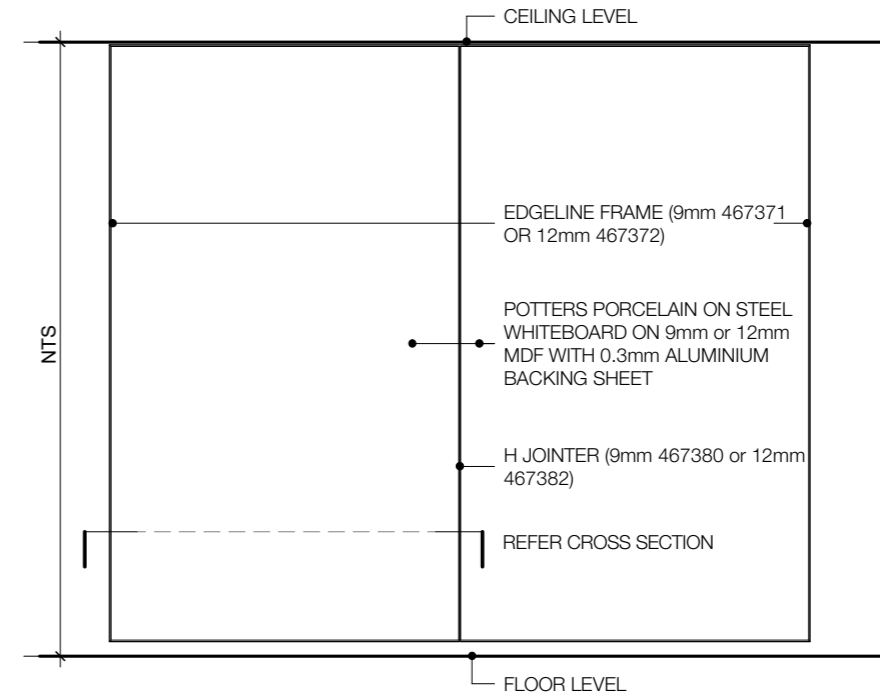 CEILING LEVEL
EDGELINE FRAME (9mm 467371
OR 12mm 467372)
POTTERS PORCELAIN ON STEEL
WHITEBOARD ON 9mm or 12mm
MDF WITH 0.3mm ALUMINIUM
BACKING SHEET
NTS
H JOINTER (9mm 467380 or 12mm
467382)
REFER CROSS SECTION
FLOOR LEVEL